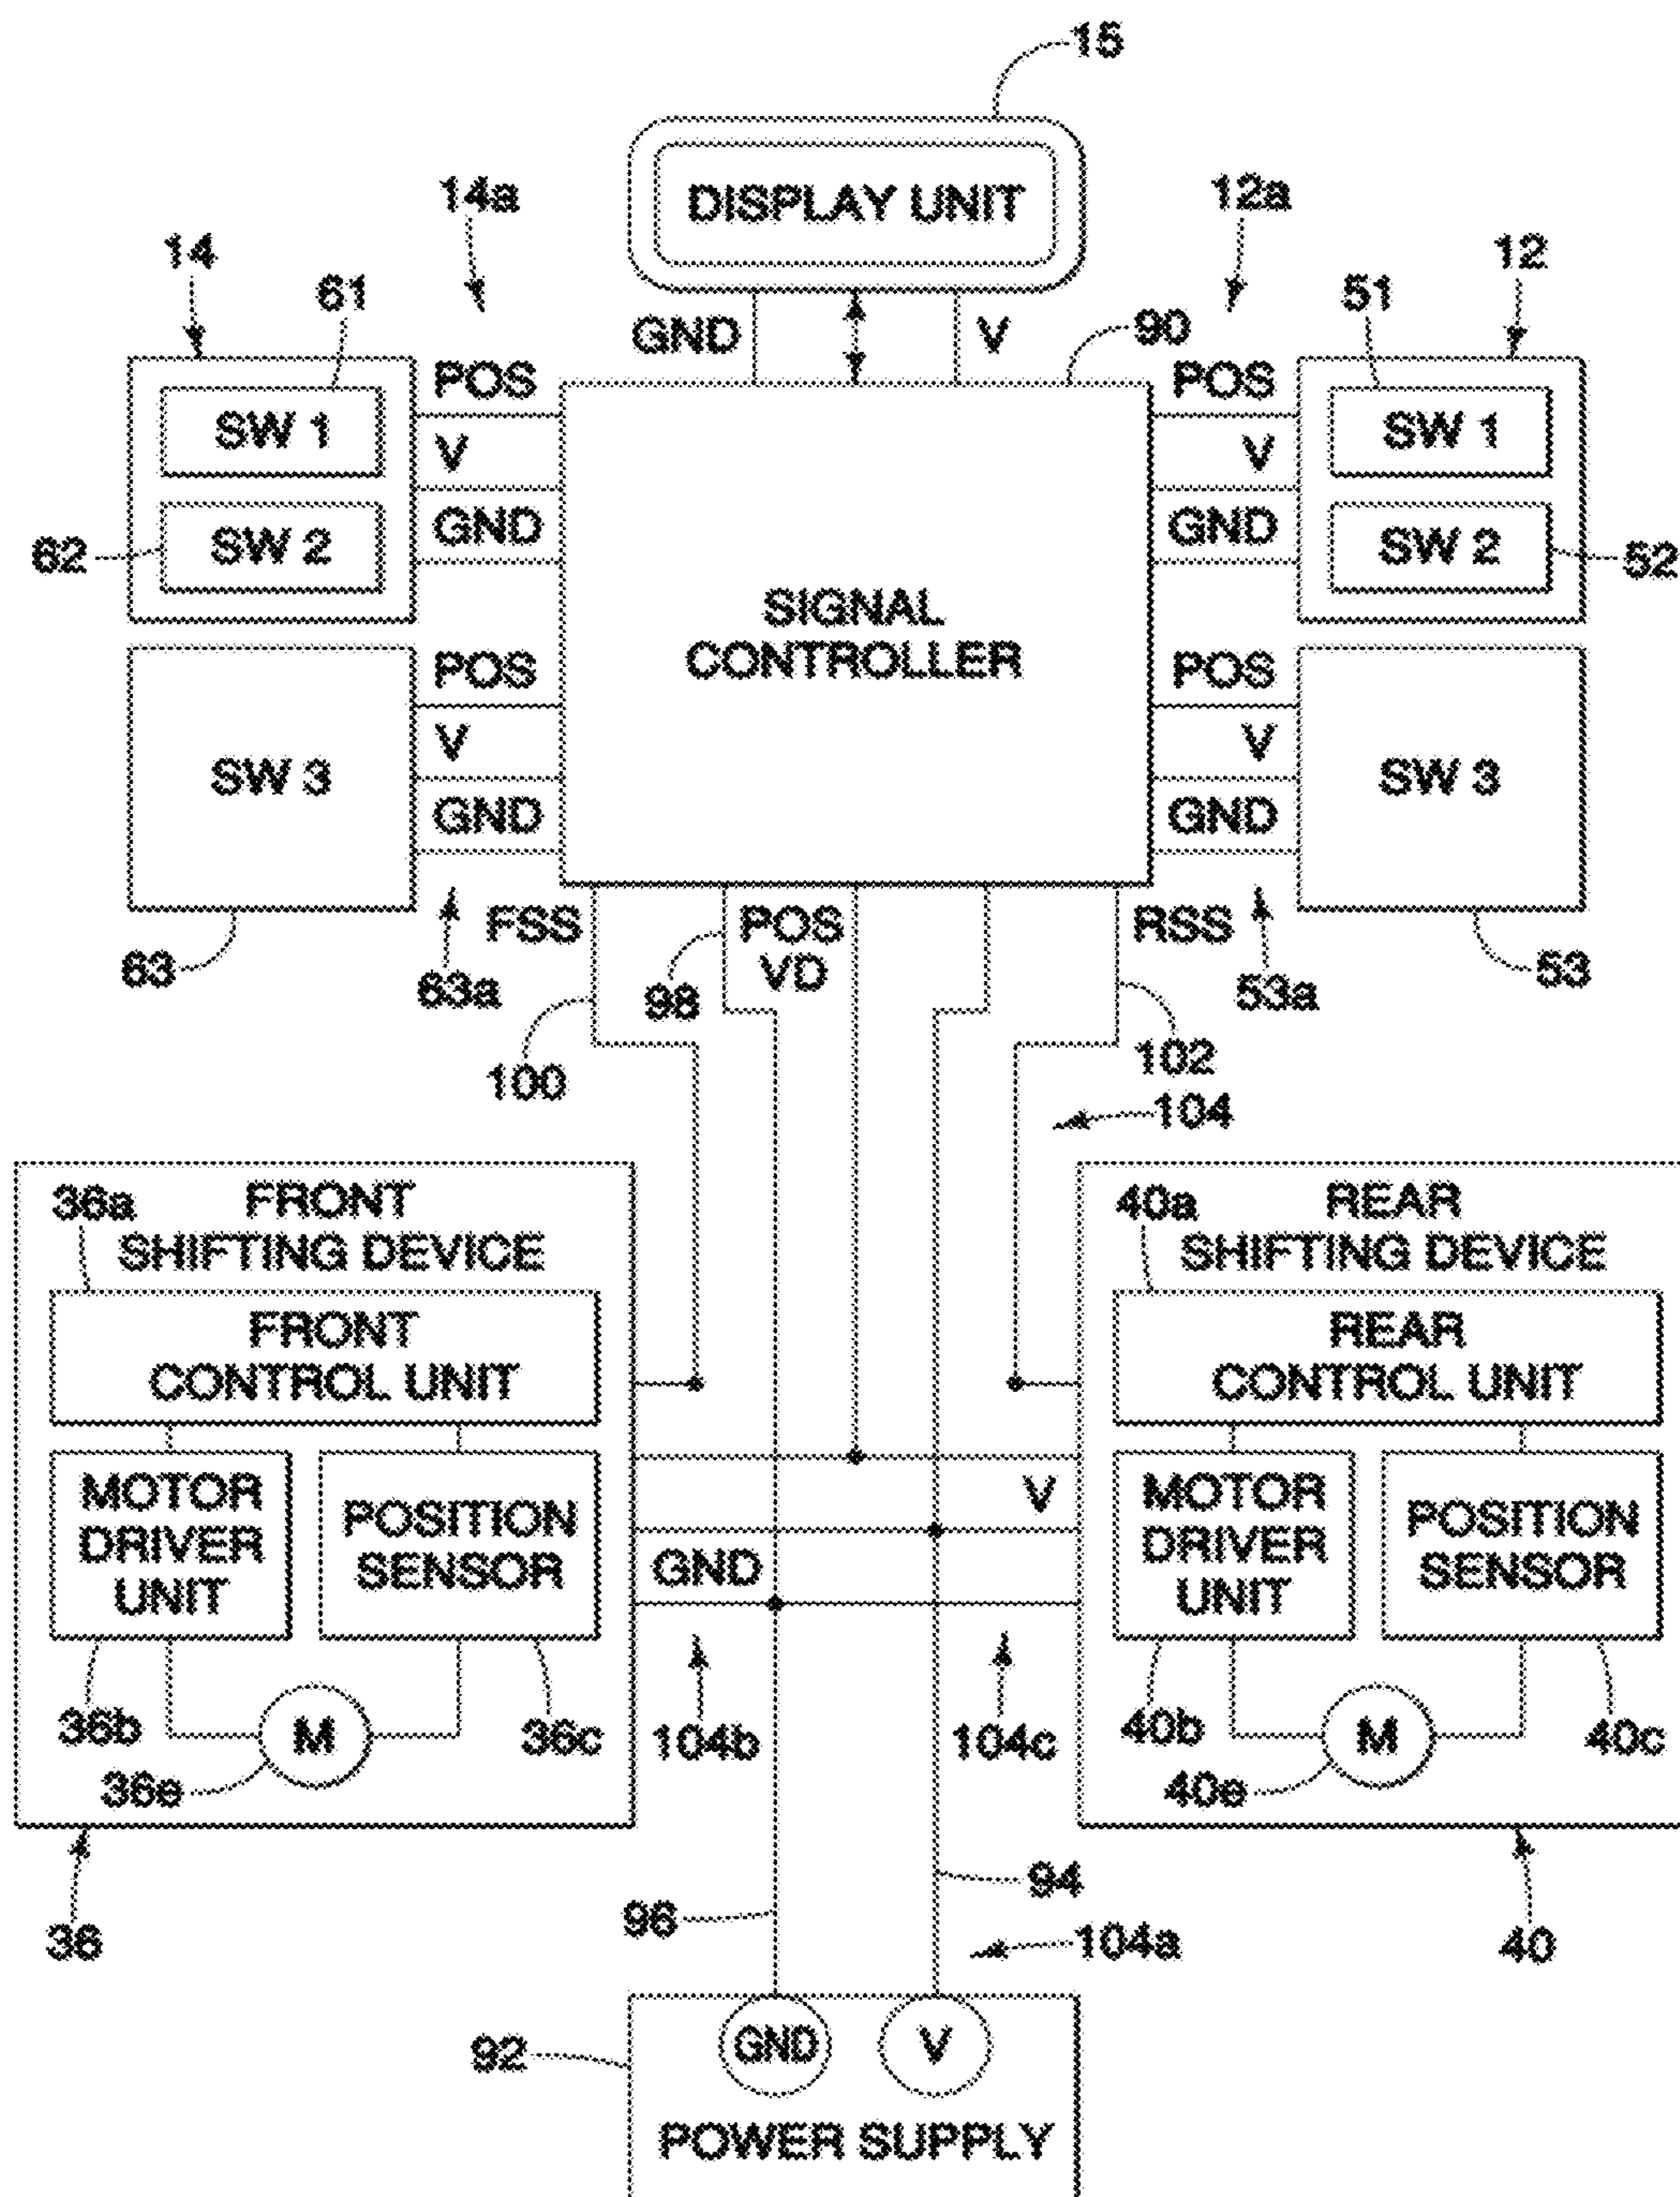 15
DISPLAY UNIT
14a
12a
14
12
61
51
GND
V
90
POS
POS
SW 1
SW 1
V
V
GND
GND
62
SW 2
SW 2
52
SIGNAL
CONTROLLER
POS
POS
V
V
SW 3
SW 3
GND
GND
FSS
POS
VD
RSS
63
63a
98
53a
53
100
102
104
36a
FRONT
SHIFTING DEVICE
40a
REAR
SHIFTING DEVICE
FRONT
CONTROL UNIT
REAR
CONTROL UNIT
MOTOR
DRIVER
UNIT
POSITION
SENSOR
V
MOTOR
DRIVER
UNIT
POSITION
SENSOR
GND
36b
M
36c
104b
104c
40b
M
40c
36e
40e
94
96
104a
36
40
92
GND
V
POWER SUPPLY